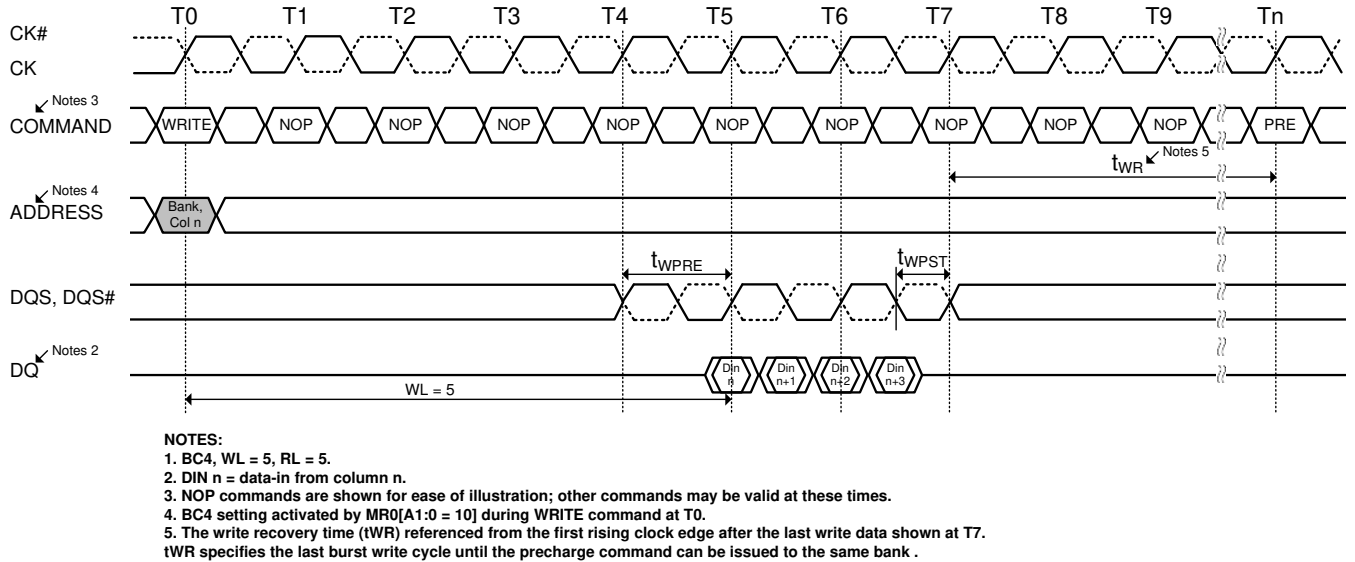 T0 T1 T2 T3 T4 T5 T6 T7 T8 T9 Tn
CK#
CK
Notes 3
COMMAND WRITE NOP NOP NOP NOP NOP NOP NOP NOP NOP PRE
tWR Notes 5
Notes 4
ADDRESS Bank,
Col n
tWPRE tWPST
DQS, DQS#
Notes 2
DQ Din
n Din
n+1 Din
n+2 Din
n+3
WL = 5
NOTES:
1. BC4, WL = 5, RL = 5.
2. DIN n = data-in from column n.
3. NOP commands are shown for ease of illustration; other commands may be valid at these times.
4. BC4 setting activated by MR0[A1:0 = 10] during WRITE command at T0.
5. The write recovery time (tWR) referenced from the first rising clock edge after the last write data shown at T7.
tWR specifies the last burst write cycle until the precharge command can be issued to the same bank .